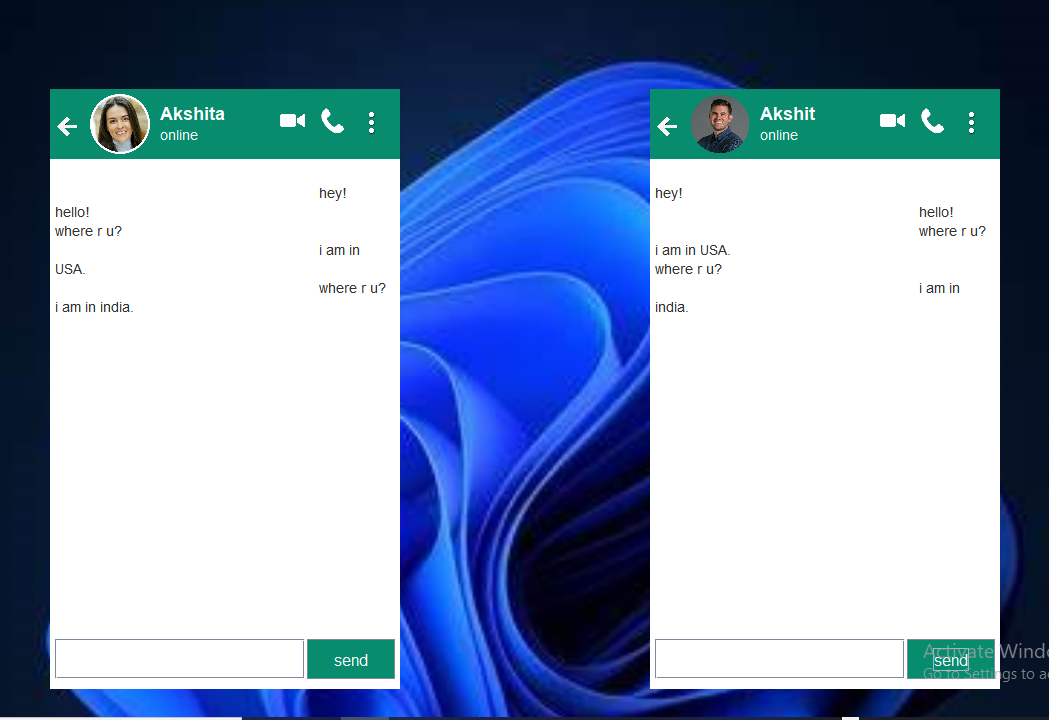 Akshita
online
hey!
hello!
where r u?
i am in
USA.
where r u?
i am in india.
send
Akshit
online
hey!
hello!
where r u?
i am in USA.
where r u?
i am in
india.
send
Activate Windo
Go to Settings to a